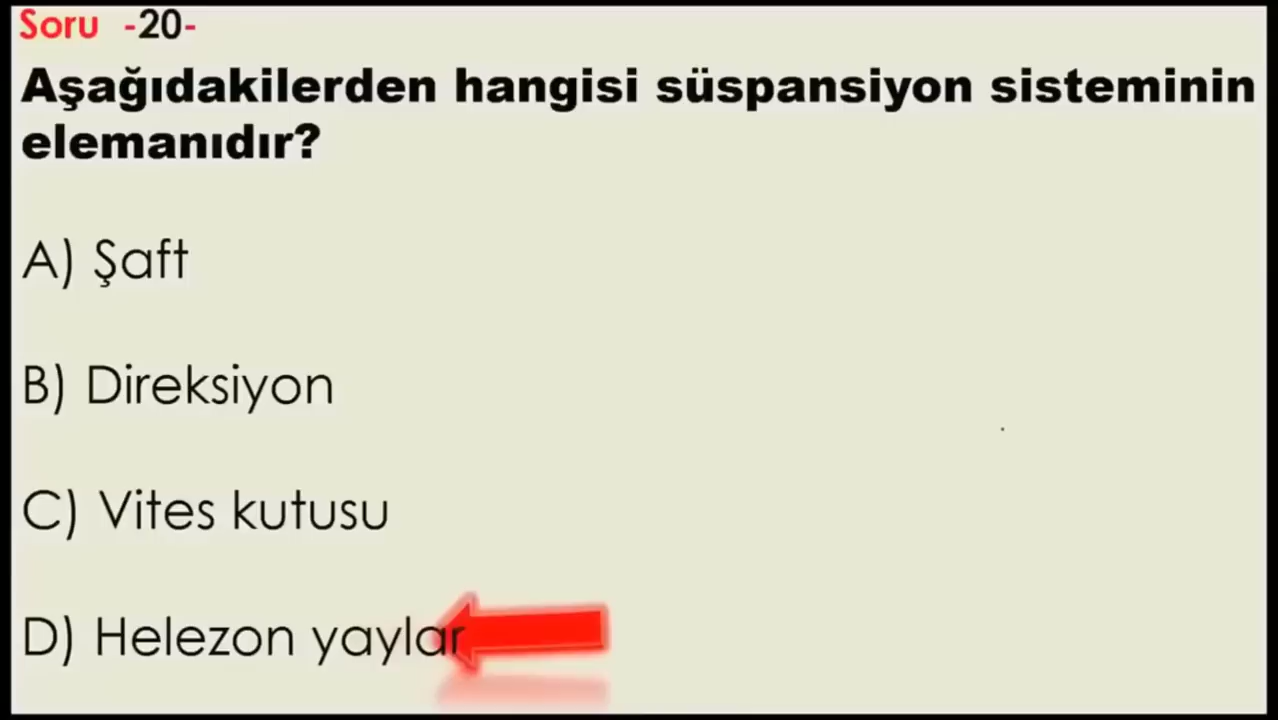 Soru -20-
Aşağıdakilerden hangisi süspansiyon sisteminin
elemanıdır?
A) Şaft
B) Direksiyon
C) Vites kutusu
D) Helezon yaylar